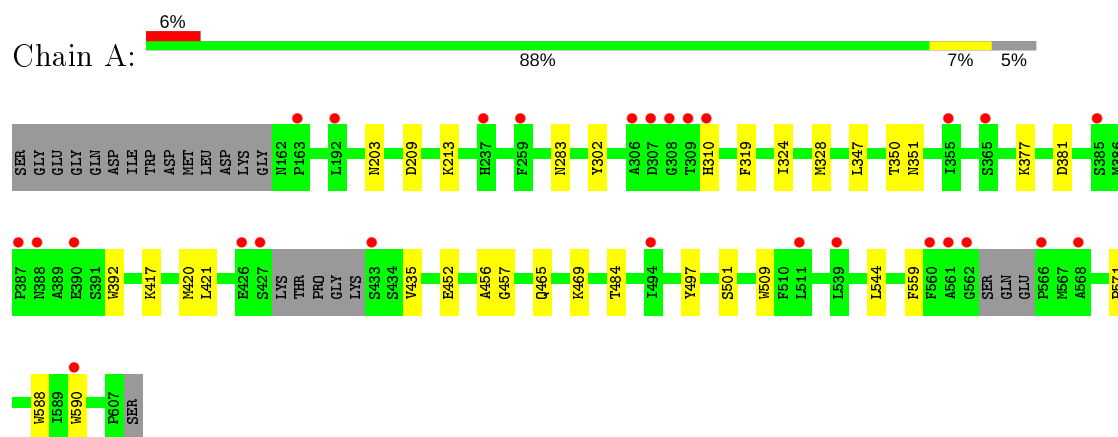 6%
Chain A:
88% 7% 5%
SER GLY GLU GLY GLN ASP ILE TRP ASP MET LEU ASP LYS GLY N162 P163 L192 N203 D209 K213 H237 F259 N283 Y302 A306 D307 G308 T309 H310 F319 I324 M328 L347 T350 N351 I355 S365 K377 D381 S385 M386
P387 N388 A389 E390 S391 W392 K417 M420 L421 E426 S427 LYS THR PRO GLY LYS S433 S434 V435 E452 A456 G457 Q465 K469 T484 I494 Y497 S501 W509 F510 L511 L539 L544 F559 F560 A561 G562 SER GLN GLU P566 M567 A568
W588 I589 W590 P607 SER